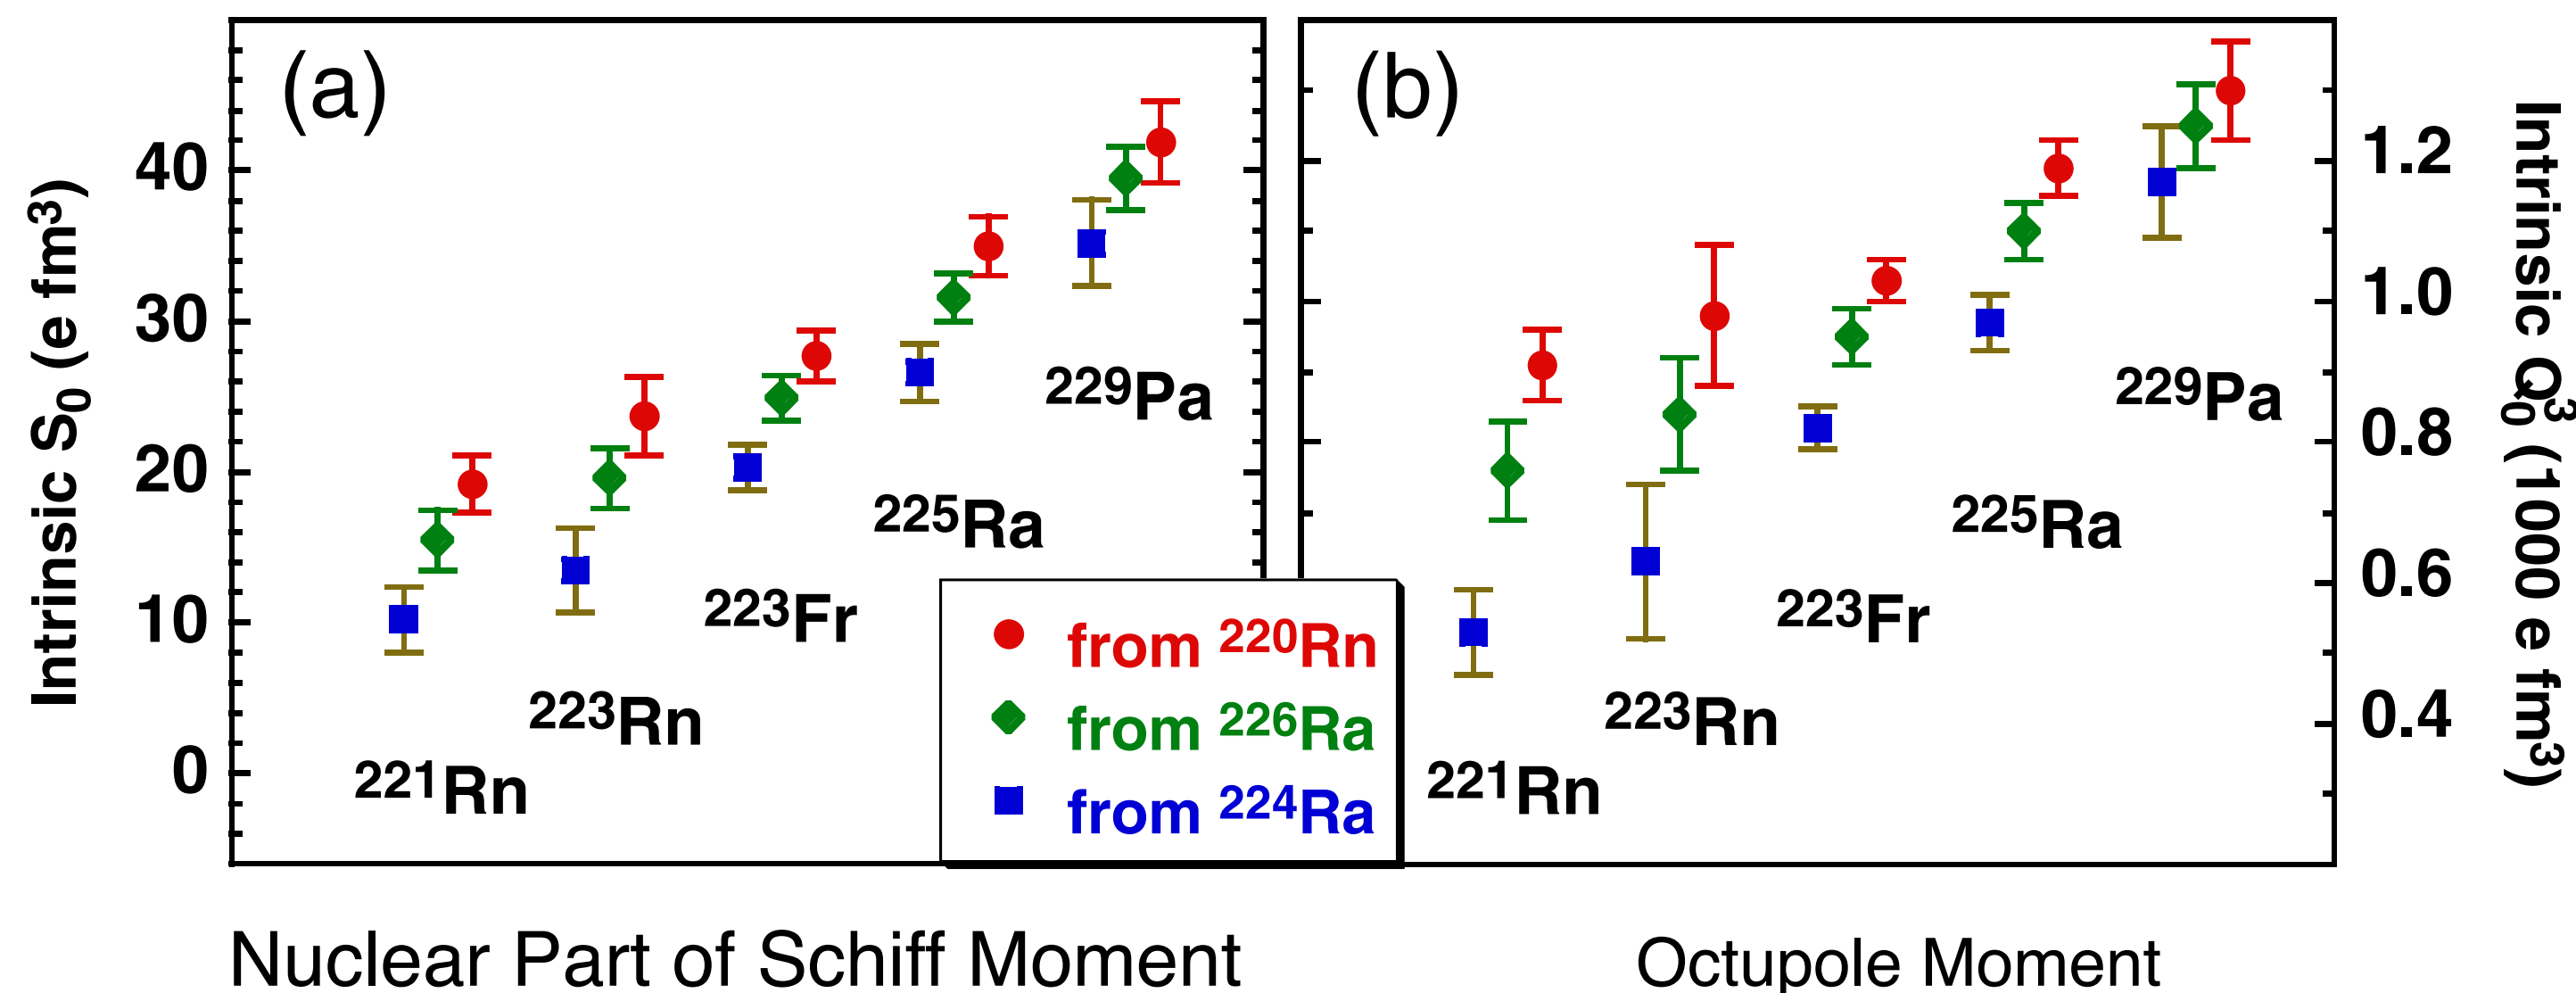 (a)
(b)
Intrinsic S₀ (e fm³)
40
30
20
10
0
²²¹Rn
²²³Rn
²²³Fr
²²⁵Ra
²²⁹Pa
from ²²⁰Rn
from ²²⁶Ra
from ²²⁴Ra
²²¹Rn
²²³Rn
²²³Fr
²²⁵Ra
²²⁹Pa
1.2
1.0
0.8
0.6
0.4
Intrinsic Q₀³ (1000 e fm³)
Nuclear Part of Schiff Moment
Octupole Moment